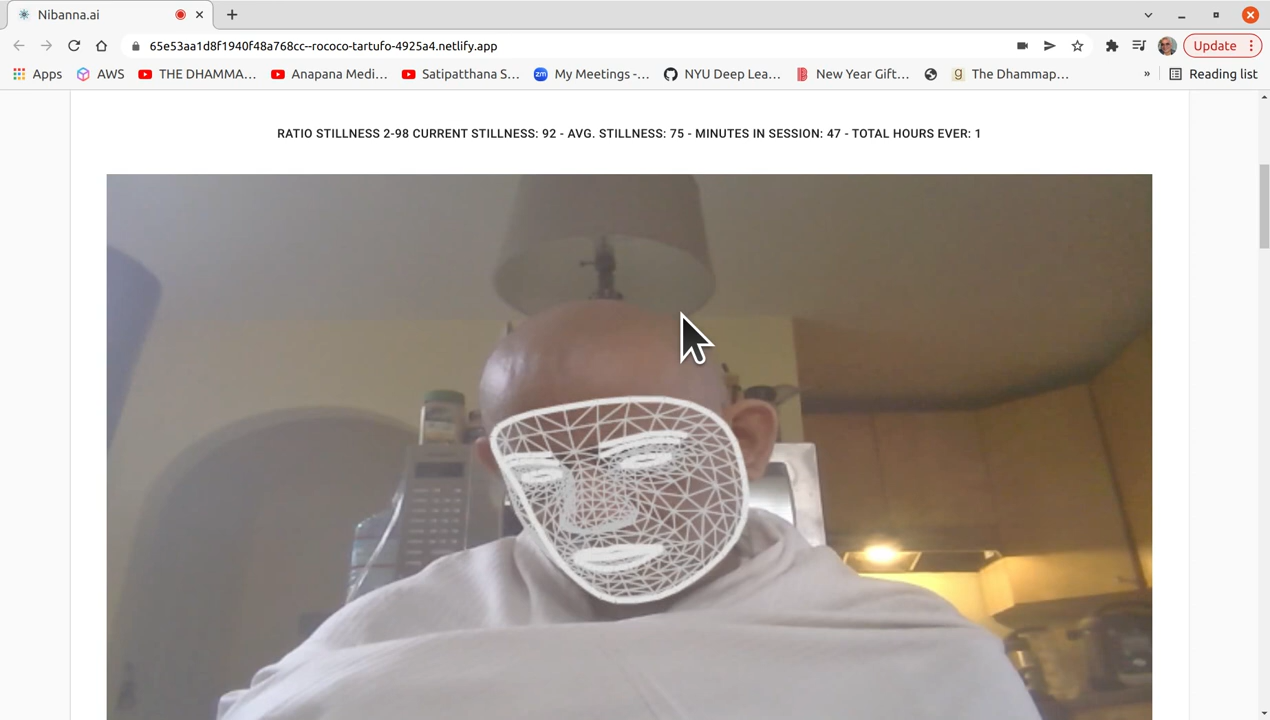 Nibanna.ai
65e53aa1d8f1940f48a768cc--rococo-tartufo-4925a4.netlify.app
Update
Apps AWS THE DHAMMA... Anapana Medi... Satipatthana S... My Meetings -... NYU Deep Lea... New Year Gift... The Dhammap... » Reading list
RATIO STILLNESS 2-98 CURRENT STILLNESS: 92 - AVG. STILLNESS: 75 - MINUTES IN SESSION: 47 - TOTAL HOURS EVER: 1